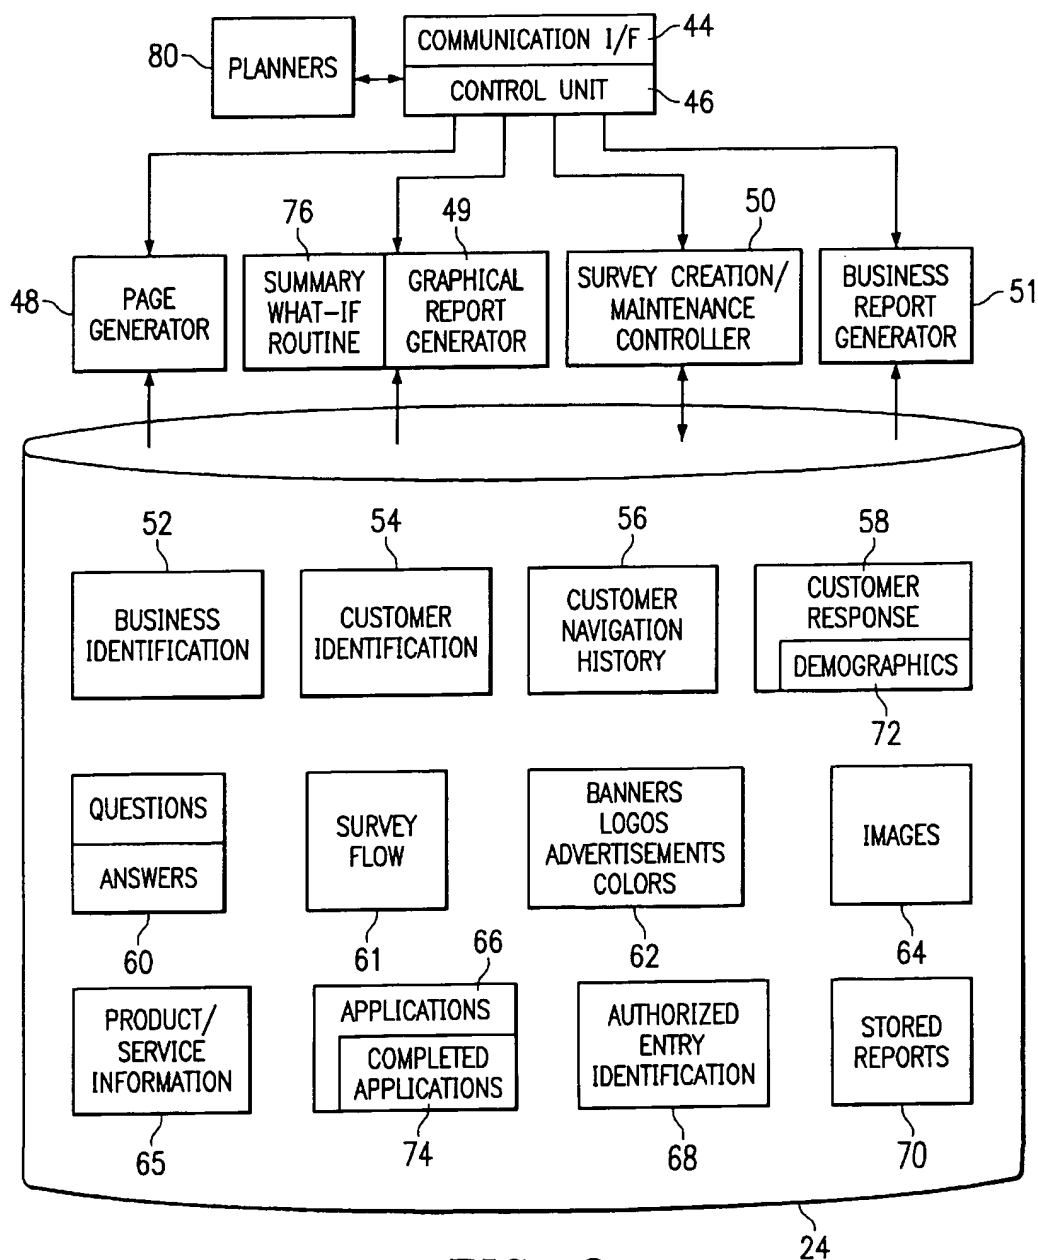 COMMUNICATION I/F
44
80
PLANNERS
CONTROL UNIT
46
76
49
50
48
PAGE
GENERATOR
SUMMARY
WHAT-IF
ROUTINE
GRAPHICAL
REPORT
GENERATOR
SURVEY CREATION/
MAINTENANCE
CONTROLLER
BUSINESS
REPORT
GENERATOR
51
52
54
56
58
BUSINESS
IDENTIFICATION
CUSTOMER
IDENTIFICATION
CUSTOMER
NAVIGATION
HISTORY
CUSTOMER
RESPONSE
DEMOGRAPHICS
72
QUESTIONS
ANSWERS
SURVEY
FLOW
BANNERS
LOGOS
ADVERTISEMENTS
COLORS
IMAGES
60
61
66
62
64
PRODUCT/
SERVICE
INFORMATION
APPLICATIONS
COMPLETED
APPLICATIONS
AUTHORIZED
ENTRY
IDENTIFICATION
STORED
REPORTS
65
74
68
70
24